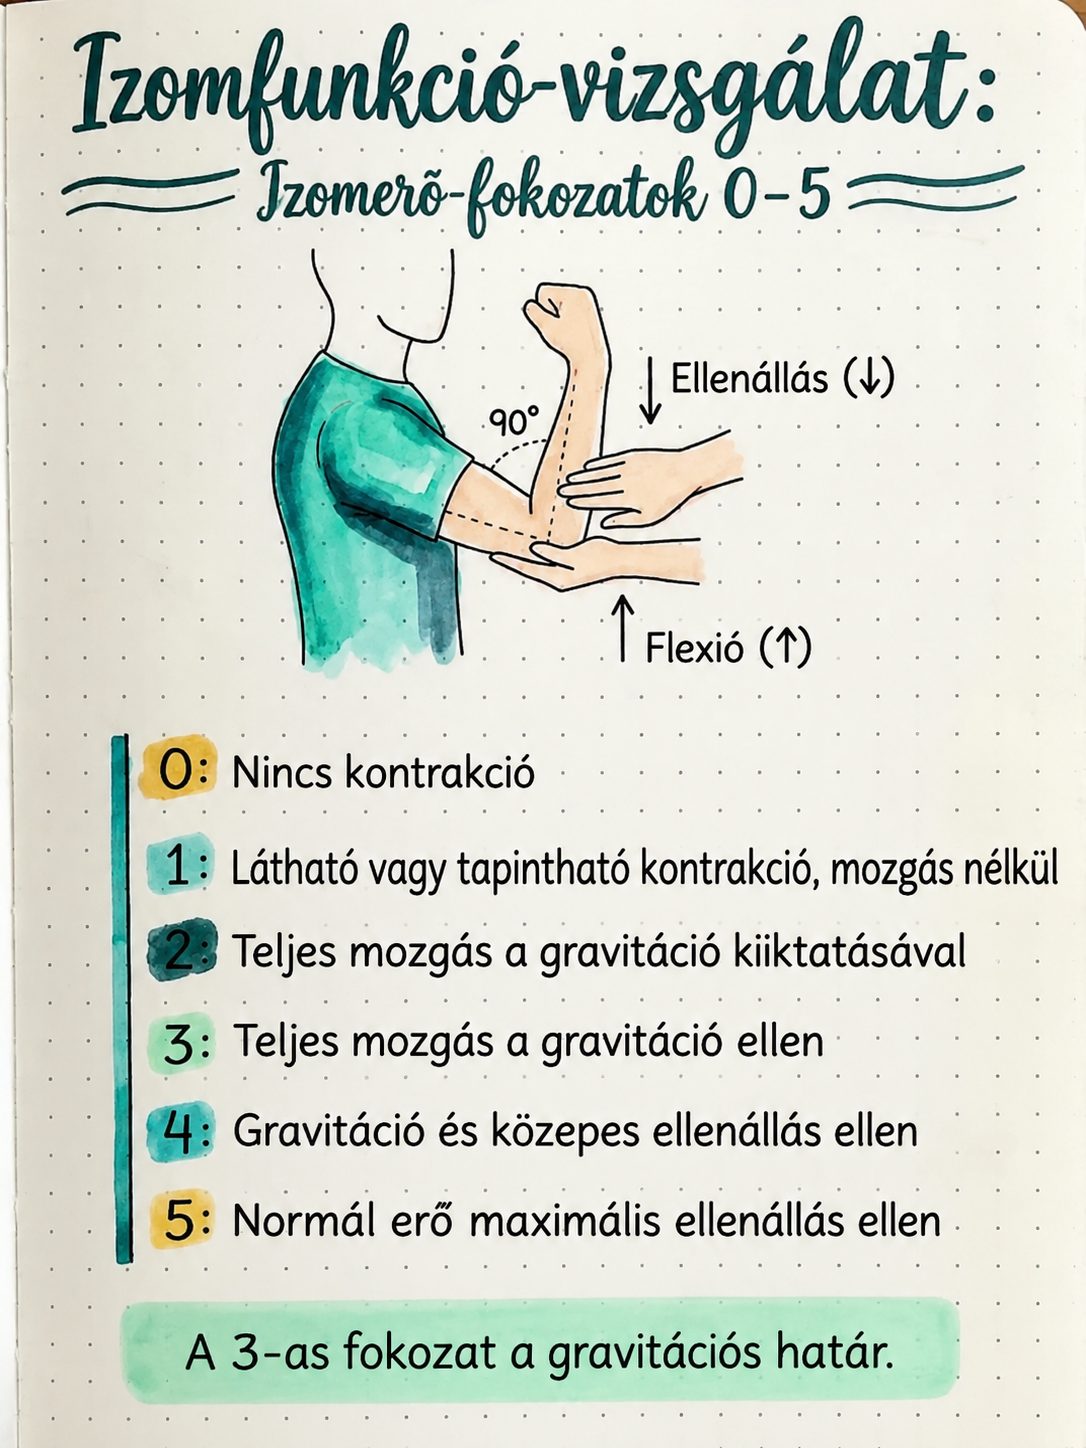 Izomfunkció-vizsgálat:
Izomerő-fokozatok 0-5
90°
Ellenállás (↓)
Flexió (↑)
0: Nincs kontrakció
1: Látható vagy tapintható kontrakció, mozgás nélkül
2: Teljes mozgás a gravitáció kiiktatásával
3: Teljes mozgás a gravitáció ellen
4: Gravitáció és közepes ellenállás ellen
5: Normál erő maximális ellenállás ellen
A 3-as fokozat a gravitációs határ.